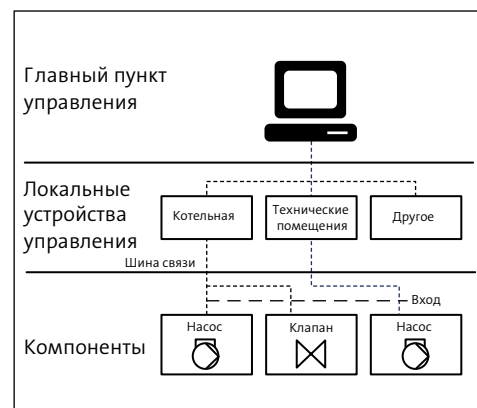 Главный пункт
управления
Локальные
устройства
управления
Котельная
Технические
помещения
Другое
Шина связи
Вход
Насос
Клапан
Насос
Компоненты